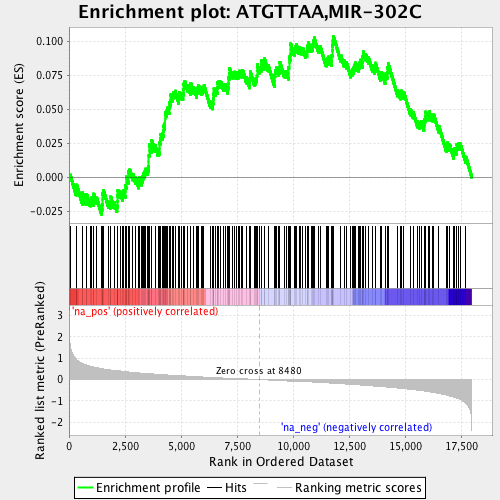 Enrichment plot: ATGTTAA,MIR-302C
Enrichment score (ES)
0.100
0.075
0.050
0.025
0.000
-0.025
'na_pos' (positively correlated)
Ranked list metric (PreRanked)
3
2
1
0
-1
-2
Zero cross at 8480
'na_neg' (negatively correlated)
0
2,500
5,000
7,500
10,000
12,500
15,000
17,500
Rank in Ordered Dataset
Enrichment profile
Hits
Ranking metric scores